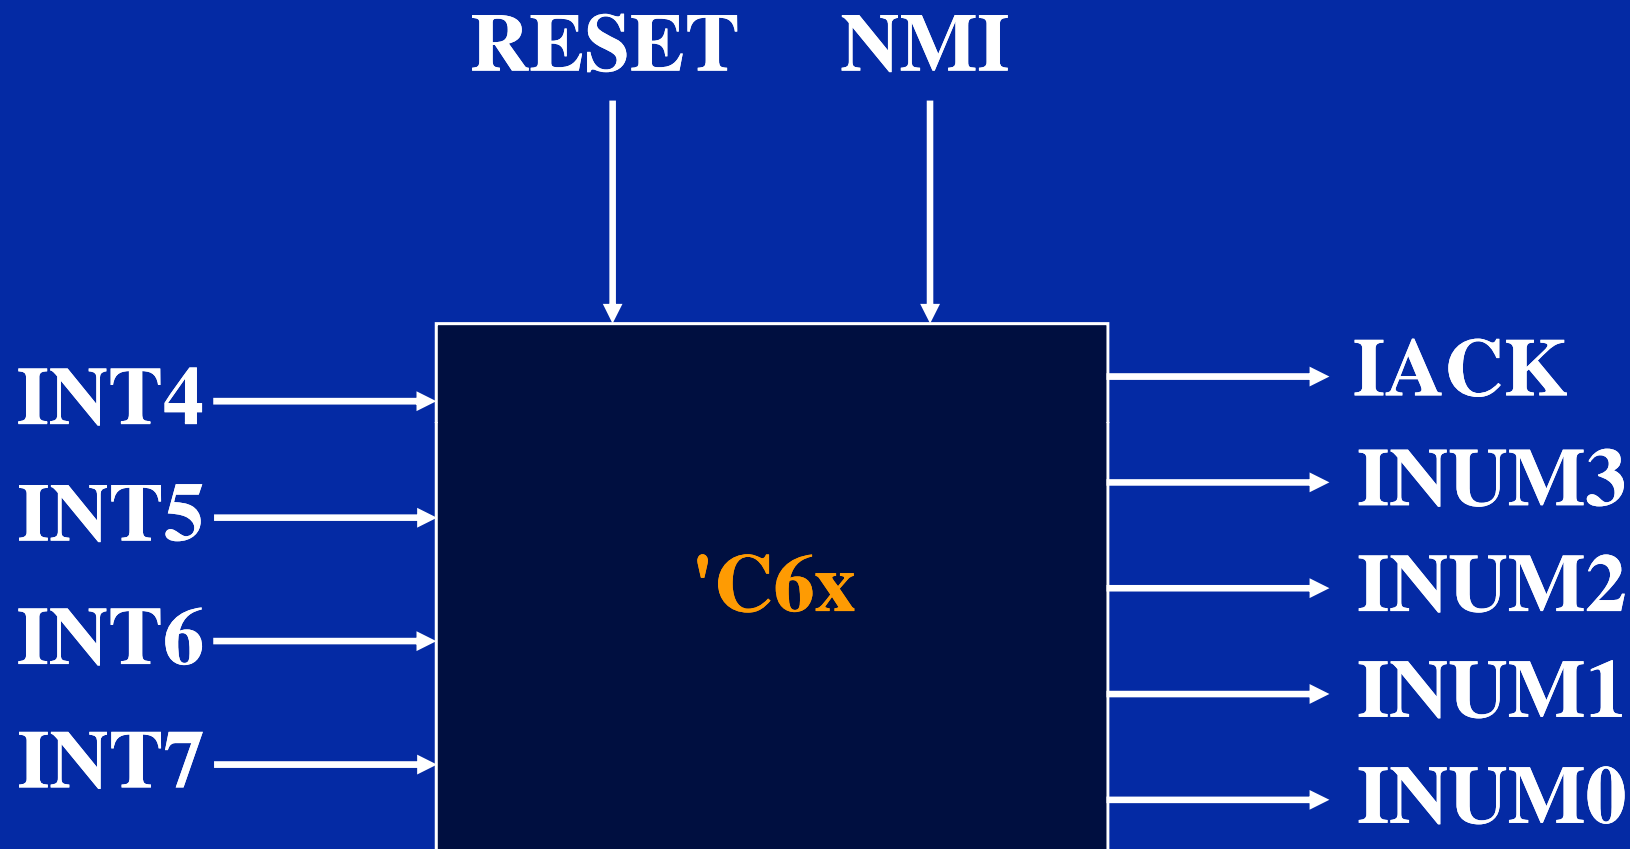 RESET NMI
INT4
INT5
INT6
INT7
'C6x
IACK
INUM3
INUM2
INUM1
INUM0